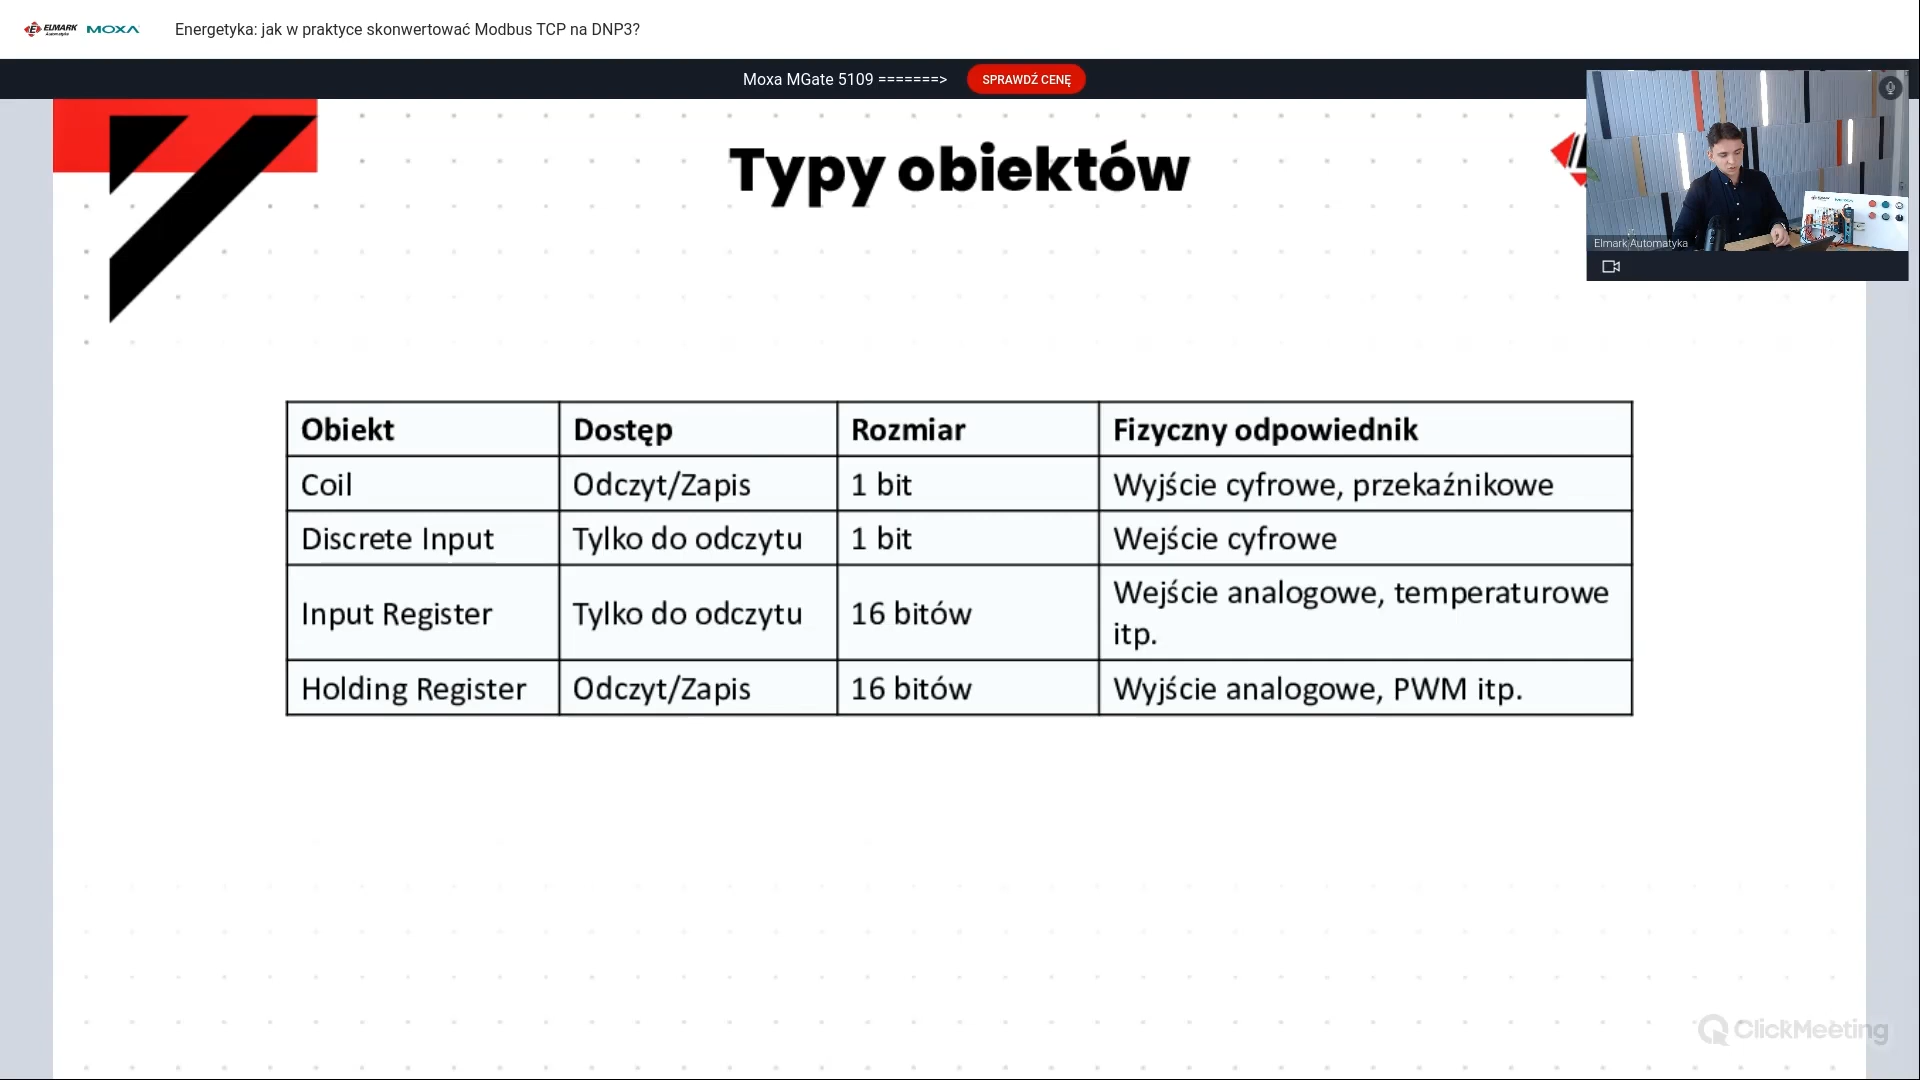 ELMARK
Automatyka
MOXA
Energetyka: jak w praktyce skonwertować Modbus TCP na DNP3?
Moxa MGate 5109 =======>
SPRAWDŹ CENĘ
Typy obiektów
Elmark Automatyka
Obiekt Dostęp Rozmiar Fizyczny odpowiednik
Coil Odczyt/Zapis 1 bit Wyjście cyfrowe, przekaźnikowe
Discrete Input Tylko do odczytu 1 bit Wejście cyfrowe
Input Register Tylko do odczytu 16 bitów Wejście analogowe, temperaturowe
itp.
Holding Register Odczyt/Zapis 16 bitów Wyjście analogowe, PWM itp.
ClickMeeting